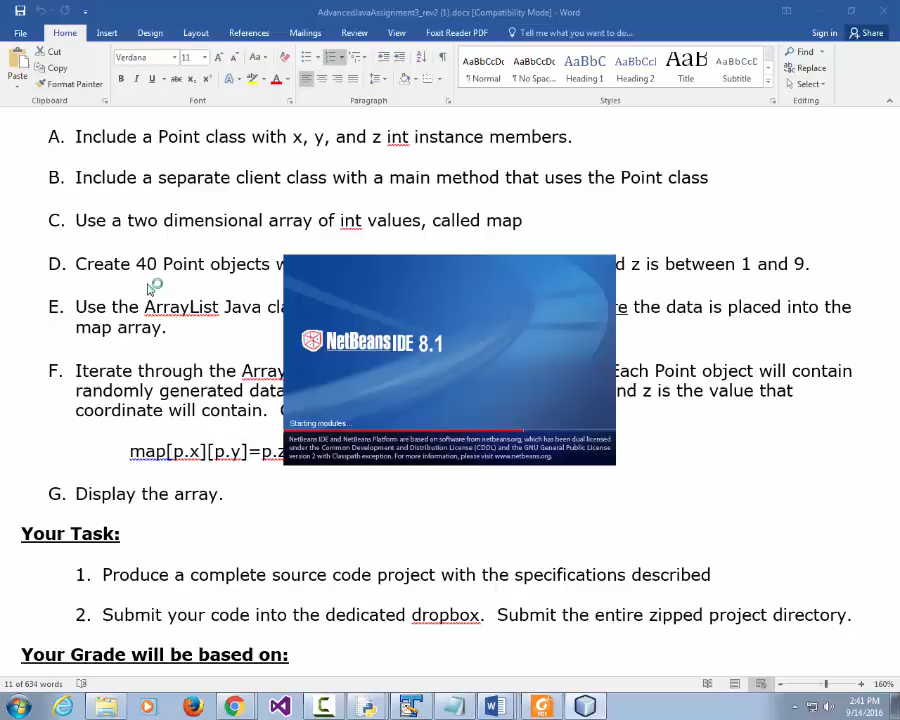 AdvancedJavaAssignment3_rev2 (1).docx [Compatibility Mode] - Word
File Home Insert Design Layout References Mailings Review View Foxit Reader PDF Tell me what you want to do... Sign in Share
Paste Cut Copy Format Painter Clipboard
Verdana 11 Font
Paragraph
AaBbCcDc AaBbCcDc AaBbC AaBbCcI AaB AaBbCcD
¶ Normal ¶ No Spac... Heading 1 Heading 2 Title Subtitle
Styles
Find Replace Select Editing
A. Include a Point class with x, y, and z int instance members.
B. Include a separate client class with a main method that uses the Point class
C. Use a two dimensional array of int values, called map
D. Create 40 Point objects w d z is between 1 and 9.
E. Use the ArrayList Java cla re the data is placed into the
map array.
F. Iterate through the Array Each Point object will contain
randomly generated data und z is the value that
coordinate will contain.
map[p.x][p.y]=p.z
G. Display the array.
NetBeans IDE 8.1
Starting modules...
NetBeans IDE and NetBeans Platform are based on software from netbeans.org, which has been dual licensed
under the Common Development and Distribution License (CDDL) and the GNU General Public License
version 2 with Classpath exception. For more information, please visit www.netbeans.org.
Your Task:
1. Produce a complete source code project with the specifications described
2. Submit your code into the dedicated dropbox. Submit the entire zipped project directory.
Your Grade will be based on:
11 of 634 words 160%
2:41 PM
9/14/2016